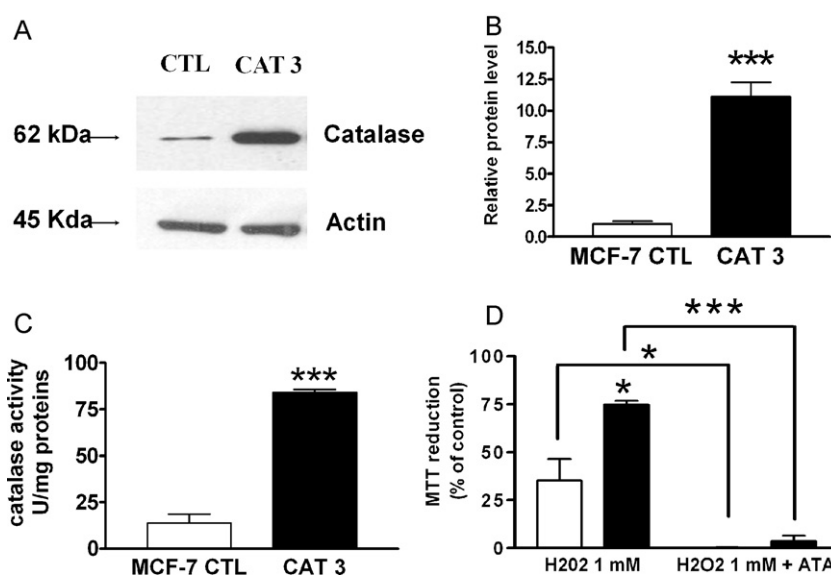 A
CTL CAT 3
62 kDa
Catalase
45 Kda
Actin
B
Relative protein level
15.0
12.5
10.0
7.5
5.0
2.5
0.0
***
MCF-7 CTL CAT 3
C
catalase activity
U/mg proteins
100
75
50
25
0
***
MCF-7 CTL CAT 3
D
MTT reduction
(% of control)
100
75
50
25
0
***
*
*
H202 1 mM H2O2 1 mM + ATA